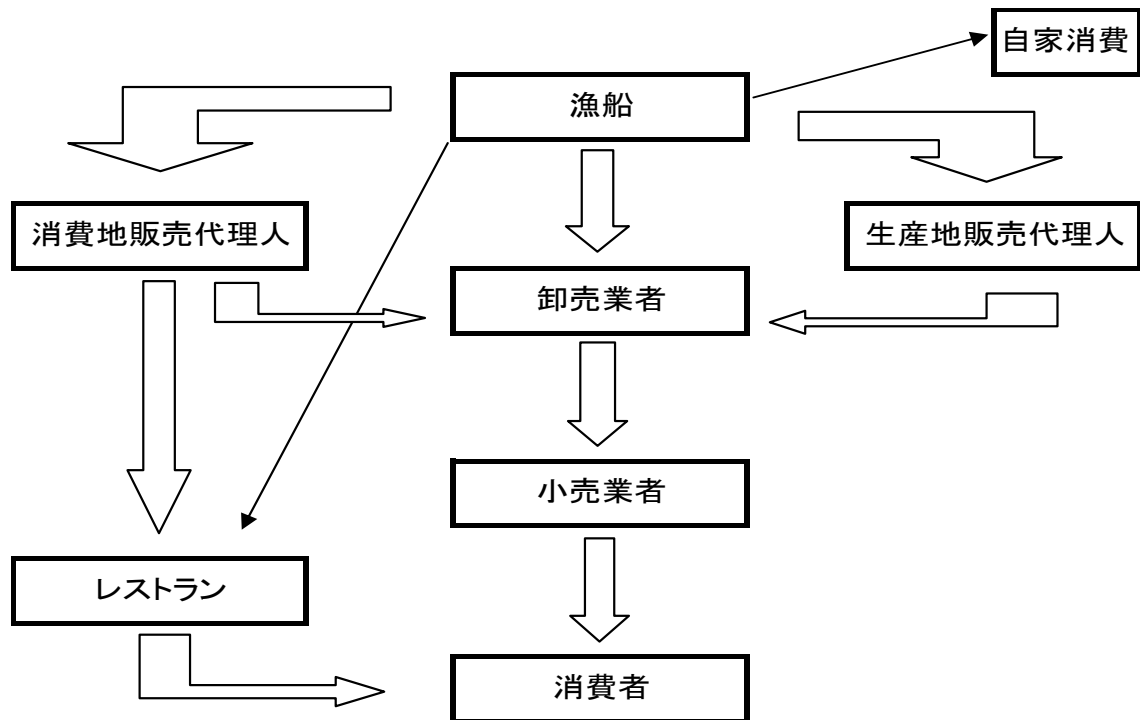 自家消費
漁船
消費地販売代理人
生産地販売代理人
卸売業者
小売業者
レストラン
消費者